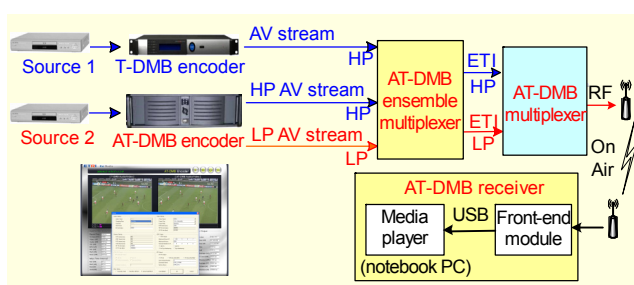 AV stream
HP
Source 1
T-DMB encoder
HP AV stream
HP
Source 2
AT-DMB encoder
LP AV stream
LP
AT-DMB
ensemble
multiplexer
ETI
HP
ETI
LP
AT-DMB
multiplexer
RF
On
Air
AT-DMB receiver
Media
player
USB
Front-end
module
(notebook PC)